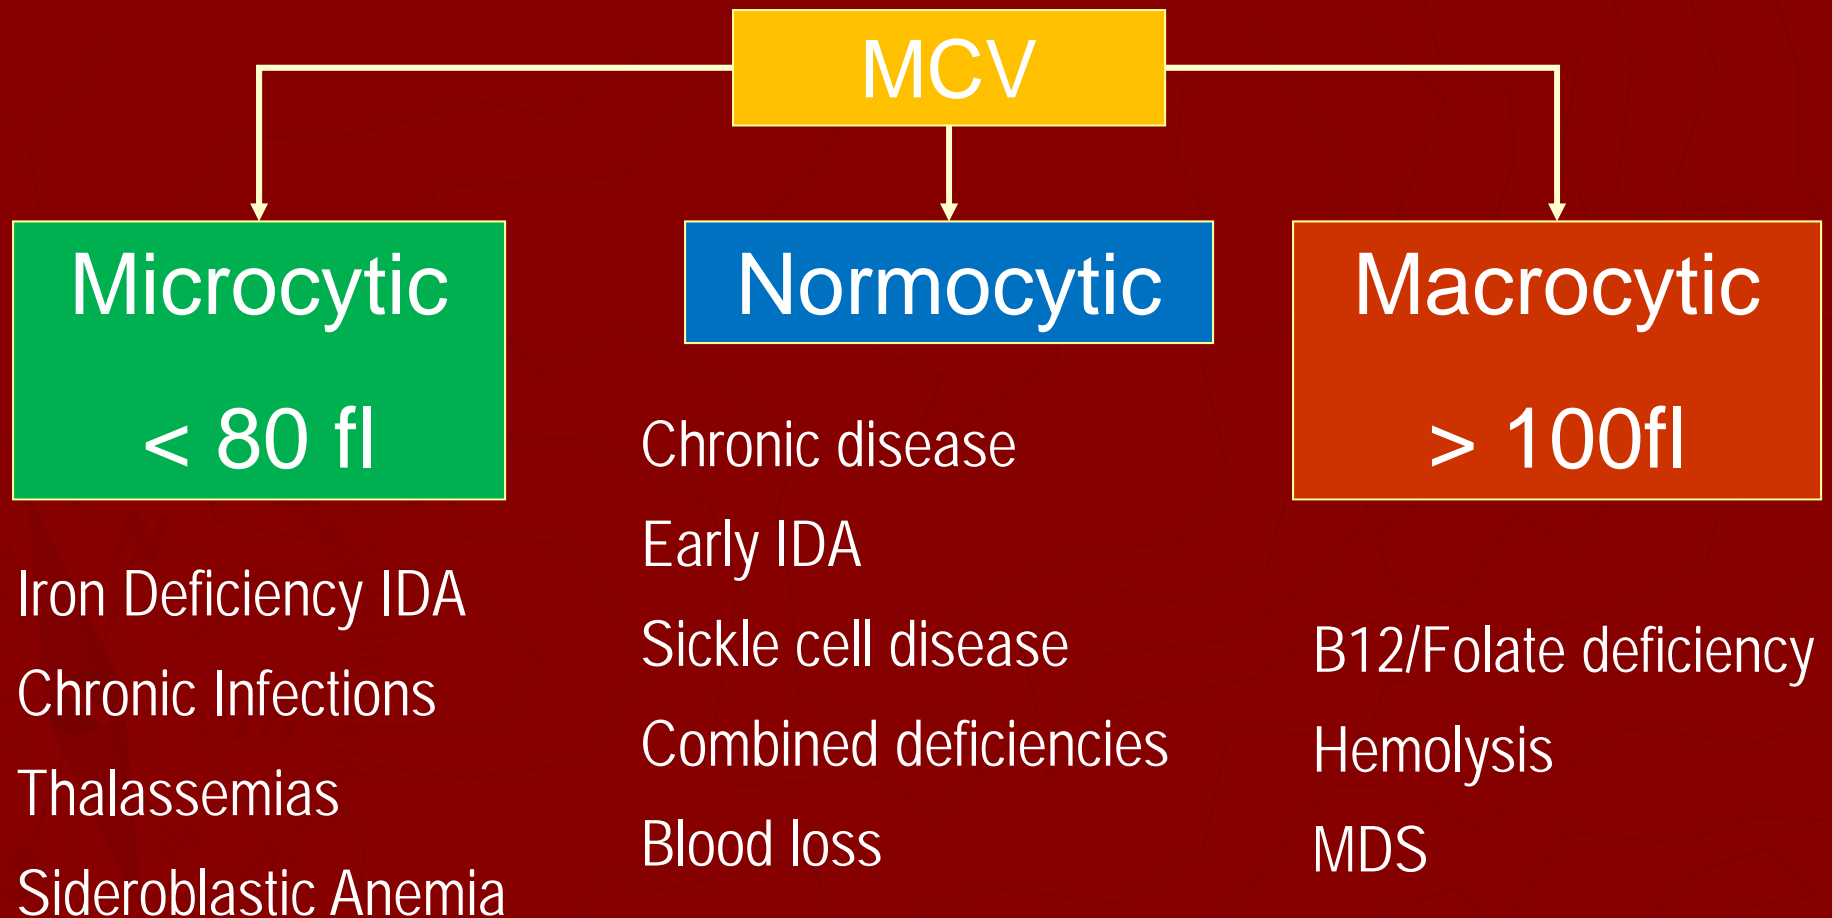 MCV
Microcytic
< 80 fl
Iron Deficiency IDA
Chronic Infections
Thalassemias
Sideroblastic Anemia
Normocytic
Chronic disease
Early IDA
Sickle cell disease
Combined deficiencies
Blood loss
Macrocytic
> 100fl
B12/Folate deficiency
Hemolysis
MDS